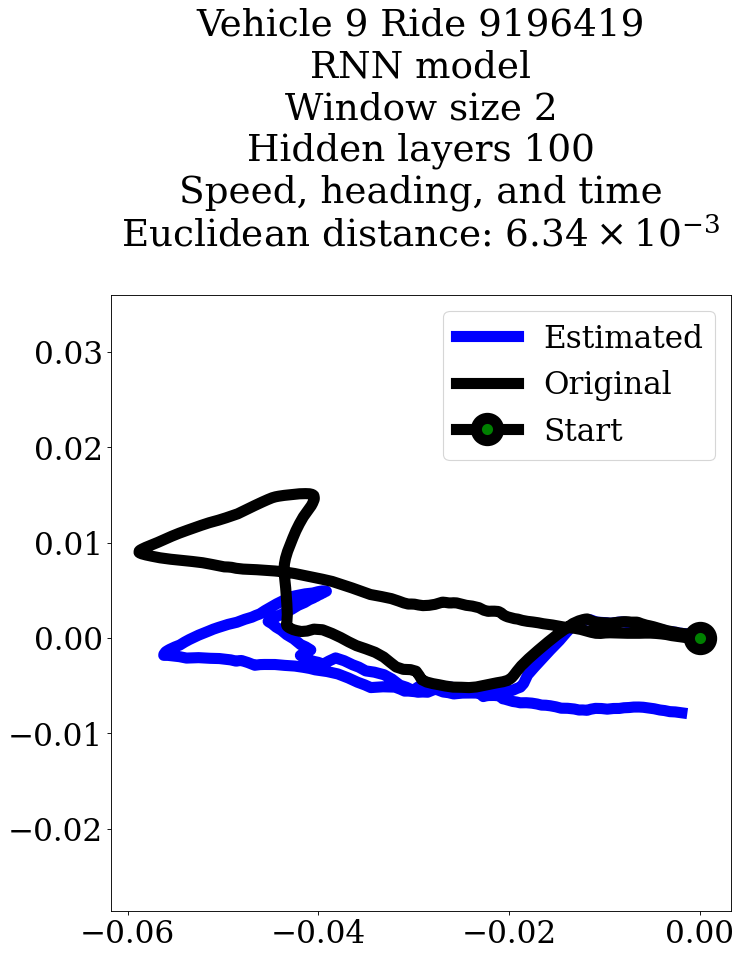 Vehicle 9 Ride 9196419
RNN model
Window size 2
Hidden layers 100
Speed, heading, and time
Euclidean distance: 6.34 × 10⁻³
Estimated
Original
Start
0.03
0.02
0.01
0.00
−0.01
−0.02
−0.06 −0.04 −0.02 0.00